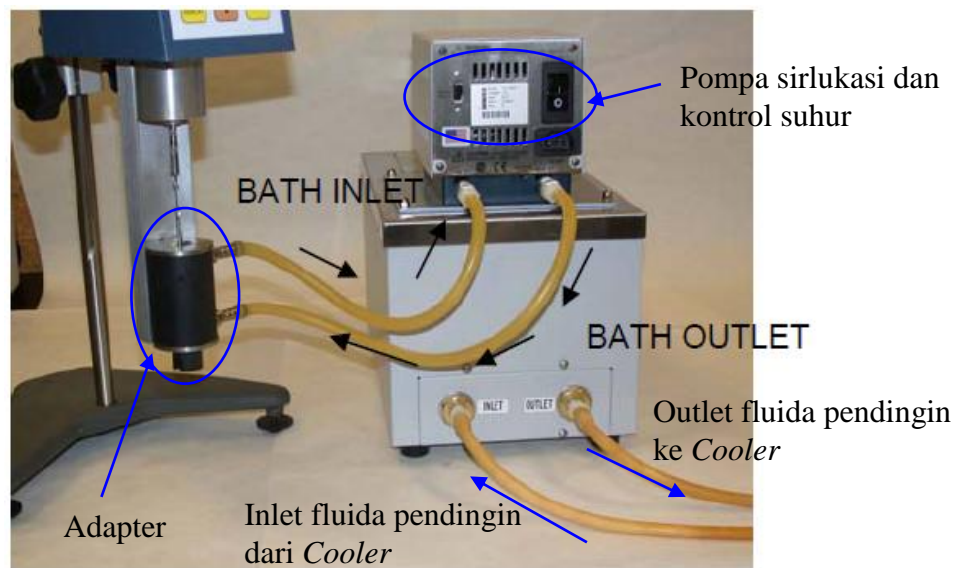 Pompa sirlukasi dan
kontrol suhur
BATH INLET
BATH OUTLET
INLET
OUTLET
Outlet fluida pendingin
ke Cooler
Adapter
Inlet fluida pendingin
dari Cooler